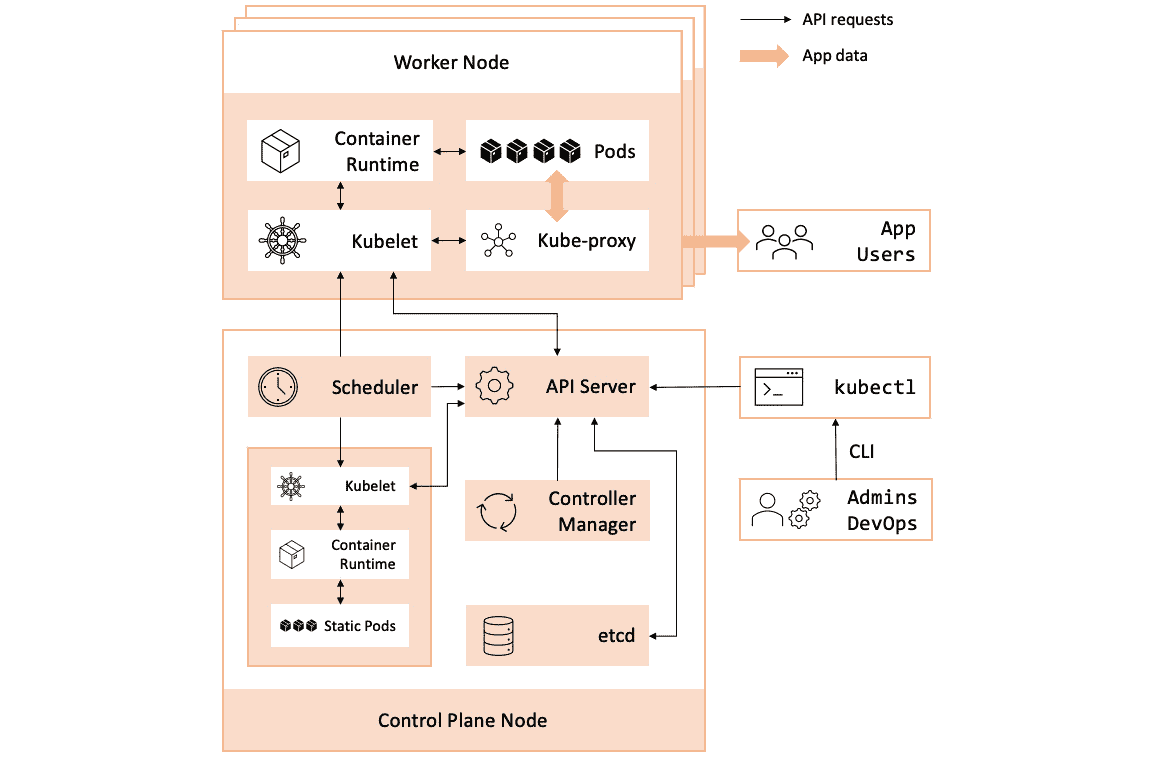 API requests
App data
Worker Node
Container
Runtime
Pods
Kubelet
Kube-proxy
App
Users
Scheduler
API Server
kubectl
CLI
Kubelet
Controller
Manager
Admins
DevOps
Container
Runtime
Static Pods
etcd
Control Plane Node